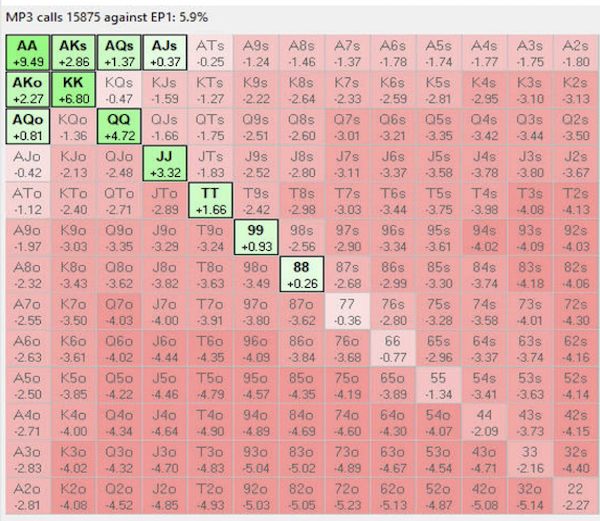 MP3 calls 15875 against EP1: 5.9%
AA AKs AQs AJs ATs A9s A8s A7s A6s A5s A4s A3s A2s
+9.49 +2.86 +1.37 +0.37 -0.25 -1.24 -1.46 -1.37 -1.78 -1.74 -1.77 -1.75 -1.80
AKo KK KQs KJs KTs K9s K8s K7s K6s K5s K4s K3s K2s
+2.27 +6.80 -0.47 -1.59 -1.27 -2.22 -2.64 -2.33 -2.59 -2.81 -2.95 -3.10 -3.13
AQo KQo QQ QJs QTs Q9s Q8s Q7s Q6s Q5s Q4s Q3s Q2s
+0.81 -1.36 +4.72 -1.66 -1.75 -2.51 -2.60 -3.01 -3.21 -3.35 -3.42 -3.44 -3.50
AJo KJo QJo JJ JTs J9s J8s J7s J6s J5s J4s J3s J2s
-0.42 -2.13 -2.48 +3.32 -1.83 -2.52 -2.80 -3.11 -3.37 -3.58 -3.78 -3.80 -3.67
ATo KTo QTo JTo TT T9s T8s T7s T6s T5s T4s T3s T2s
-1.12 -2.40 -2.71 -2.89 +1.66 -2.42 -2.98 -3.03 -3.44 -3.75 -3.98 -4.08 -4.13
A9o K9o Q9o J9o T9o 99 98s 97s 96s 95s 94s 93s 92s
-1.97 -3.03 -3.35 -3.29 -3.24 +0.93 -2.56 -2.90 -3.34 -3.61 -4.02 -4.09 -4.03
A8o K8o Q8o J8o T8o 98o 88 87s 86s 85s 84s 83s 82s
-2.32 -3.43 -3.62 -3.82 -3.63 -3.49 +0.26 -2.68 -2.99 -3.30 -3.74 -4.18 -4.06
A7o K7o Q7o J7o T7o 97o 87o 77 76s 75s 74s 73s 72s
-2.55 -3.50 -4.03 -4.00 -3.91 -3.80 -3.62 -0.36 -2.80 -3.28 -3.58 -4.01 -4.30
A6o K6o Q6o J6o T6o 96o 86o 76o 66 65s 64s 63s 62s
-2.63 -3.61 -4.02 -4.44 -4.35 -4.09 -3.84 -3.68 -0.77 -2.96 -3.37 -3.74 -4.16
A5o K5o Q5o J5o T5o 95o 85o 75o 65o 55 54s 53s 52s
-2.50 -3.85 -4.22 -4.46 -4.79 -4.57 -4.35 -4.19 -3.89 -1.34 -3.41 -3.63 -4.14
A4o K4o Q4o J4o T4o 94o 84o 74o 64o 54o 44 43s 42s
-2.71 -4.00 -4.34 -4.64 -4.90 -4.89 -4.69 -4.60 -4.30 -4.07 -2.09 -3.73 -4.15
A3o K3o Q3o J3o T3o 93o 83o 73o 63o 53o 43o 33 32s
-2.83 -4.02 -4.32 -4.70 -4.83 -5.04 -5.02 -4.89 -4.67 -4.54 -4.71 -2.16 -4.40
A2o K2o Q2o J2o T2o 92o 82o 72o 62o 52o 42o 32o 22
-2.81 -4.08 -4.52 -4.85 -4.93 -5.03 -5.05 -5.23 -5.13 -4.87 -5.08 -5.14 -2.27